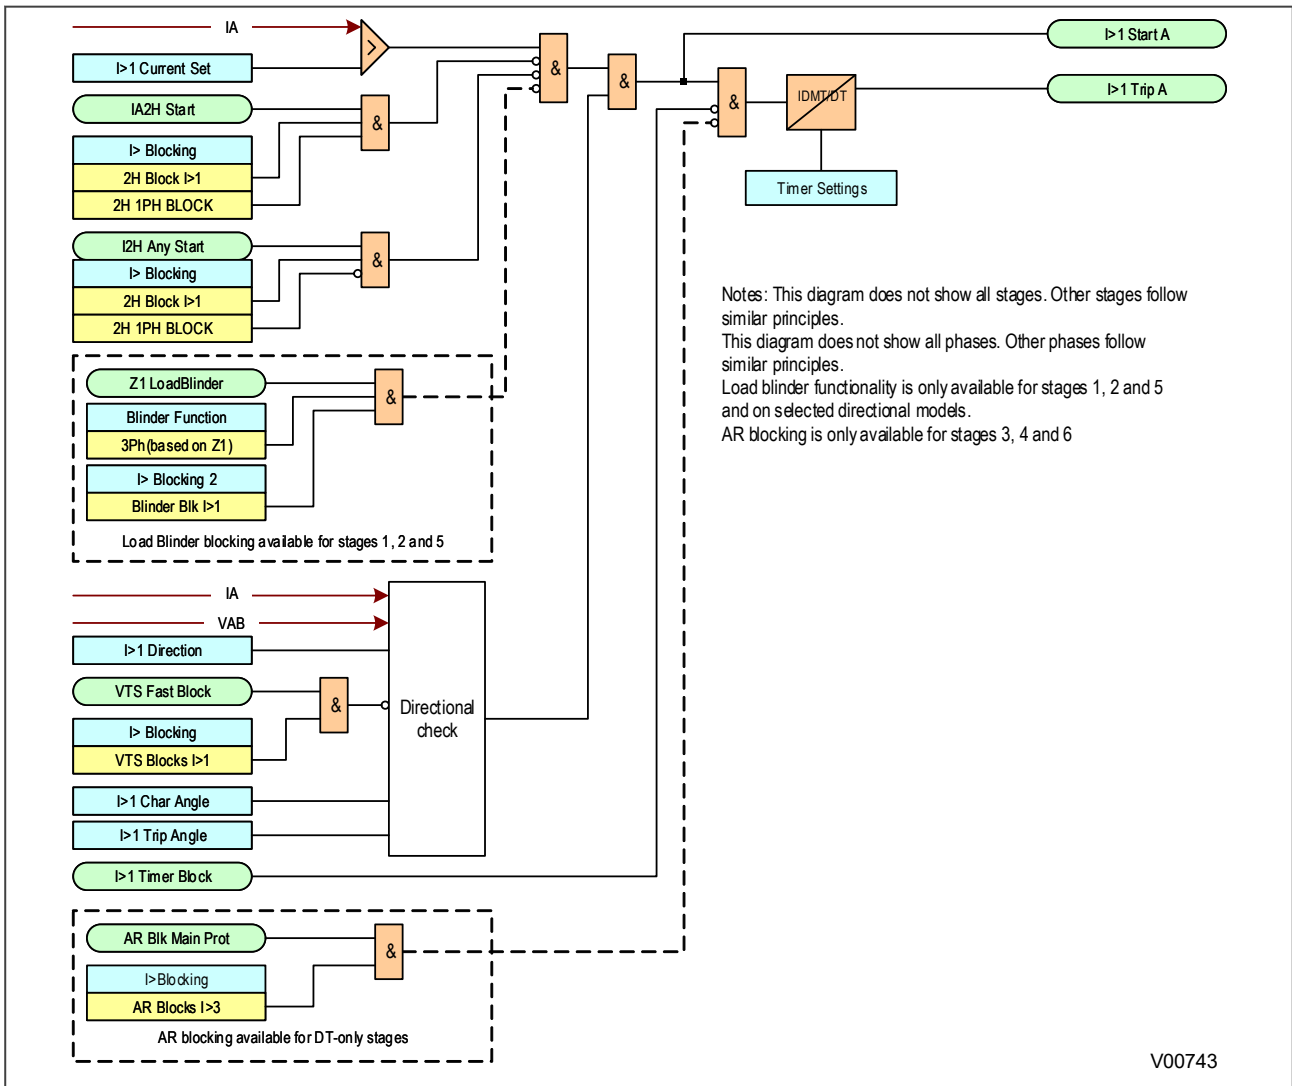 IA
I>1 Start A
I>1 Current Set
>
&
&
&
IDMT/DT
I>1 Trip A
IA2H Start
&
I> Blocking
2H Block I>1
2H 1PH BLOCK
Timer Settings
I2H Any Start
&
I> Blocking
2H Block I>1
2H 1PH BLOCK
Notes: This diagram does not show all stages. Other stages follow
similar principles.
This diagram does not show all phases. Other phases follow
similar principles.
Load blinder functionality is only available for stages 1, 2 and 5
and on selected directional models.
AR blocking is only available for stages 3, 4 and 6
Z1 LoadBlinder
&
Blinder Function
3Ph(based on Z1)
I> Blocking 2
Blinder Blk I>1
Load Blinder blocking available for stages 1, 2 and 5
IA
VAB
I>1 Direction
VTS Fast Block
&
Directional
check
I> Blocking
VTS Blocks I>1
I>1 Char Angle
I>1 Trip Angle
I>1 Timer Block
AR Blk Main Prot
&
I>Blocking
AR Blocks I>3
AR blocking available for DT-only stages
V00743